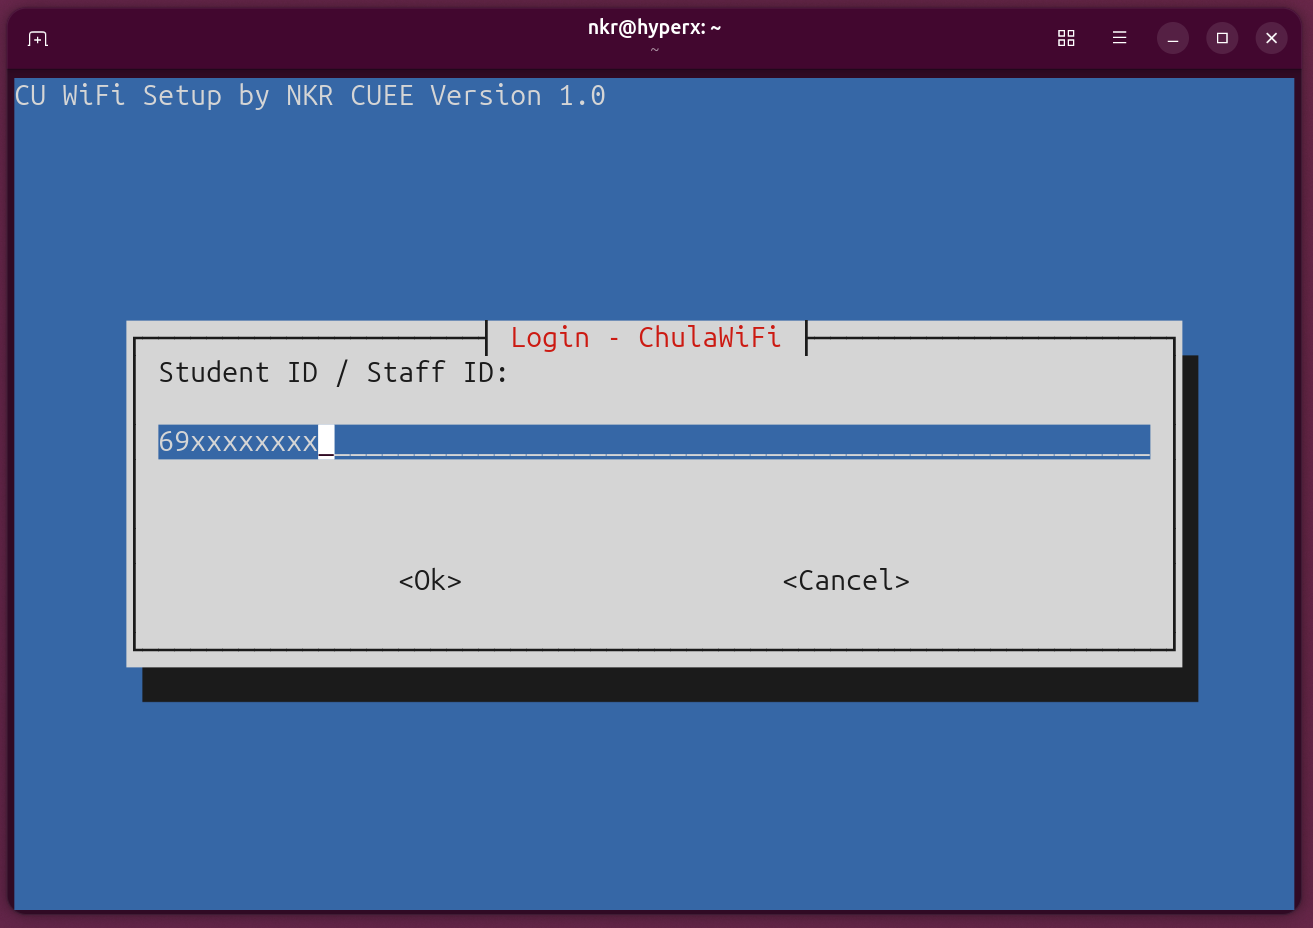 nkr@hyperx: ~
~
CU WiFi Setup by NKR CUEE Version 1.0
Login - ChulaWiFi
Student ID / Staff ID:
69xxxxxxxx____________________________________________________
<Ok> <Cancel>